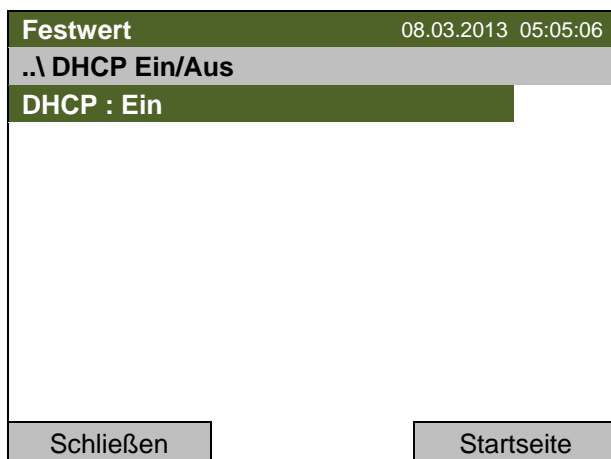 Festwert 08.03.2013 05:05:06
..\ DHCP Ein/Aus
DHCP : Ein
Schließen Startseite